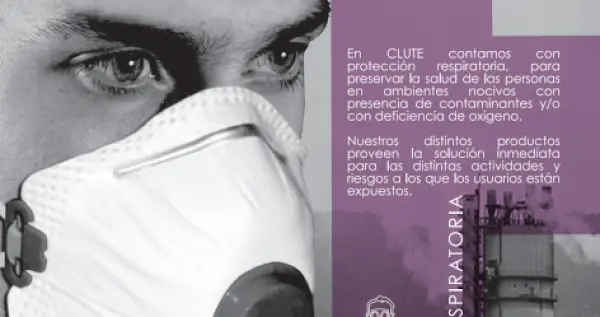 En CLUTE contamos con
protección respiratoria, para
preservar la salud de las personas
en ambientes nocivos con
presencia de contaminantes y/o
con deficiencia de oxígeno.
Nuestros distintos productos
proveen la solución inmediata
para las distintas actividades y
riesgos a los que los usuarios están
expuestos.
SPIRATORIA